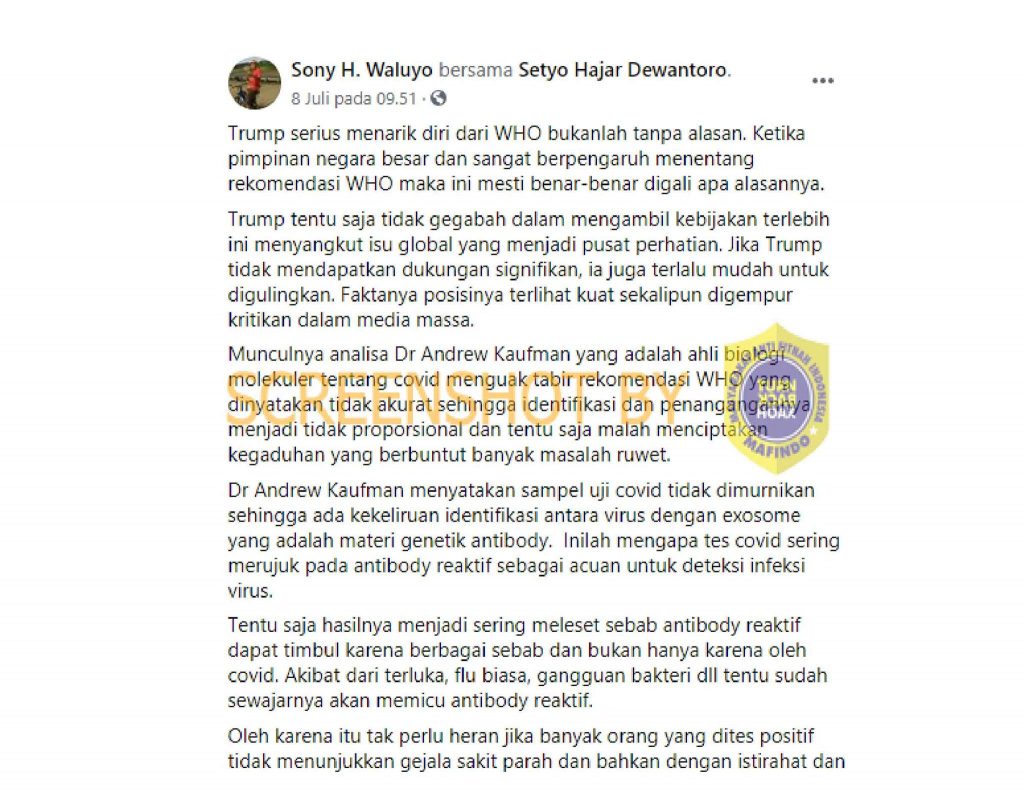 Sony H. Waluyo bersama Setyo Hajar Dewantoro.
8 Juli pada 09.51 ·
Trump serius menarik diri dari WHO bukanlah tanpa alasan. Ketika
pimpinan negara besar dan sangat berpengaruh menentang
rekomendasi WHO maka ini mesti benar-benar digali apa alasannya.
Trump tentu saja tidak gegabah dalam mengambil kebijakan terlebih
ini menyangkut isu global yang menjadi pusat perhatian. Jika Trump
tidak mendapatkan dukungan signifikan, ia juga terlalu mudah untuk
digulingkan. Faktanya posisinya terlihat kuat sekalipun digempur
kritikan dalam media massa.
Munculnya analisa Dr Andrew Kaufman yang adalah ahli biologi
molekuler tentang covid menguak tabir rekomendasi WHO yang
dinyatakan tidak akurat sehingga identifikasi dan penanganannya
menjadi tidak proporsional dan tentu saja malah menciptakan
kegaduhan yang berbuntut banyak masalah ruwet.
SCREENSHOT BY
MASYARAKAT ANTI FITNAH INDONESIA
TURN
BACK
HOAX
MAFINDO
Dr Andrew Kaufman menyatakan sampel uji covid tidak dimurnikan
sehingga ada kekeliruan identifikasi antara virus dengan exosome
yang adalah materi genetik antibody. Inilah mengapa tes covid sering
merujuk pada antibody reaktif sebagai acuan untuk deteksi infeksi
virus.
Tentu saja hasilnya menjadi sering meleset sebab antibody reaktif
dapat timbul karena berbagai sebab dan bukan hanya karena oleh
covid. Akibat dari terluka, flu biasa, gangguan bakteri dll tentu sudah
sewajarnya akan memicu antibody reaktif.
Oleh karena itu tak perlu heran jika banyak orang yang dites positif
tidak menunjukkan gejala sakit parah dan bahkan dengan istirahat dan